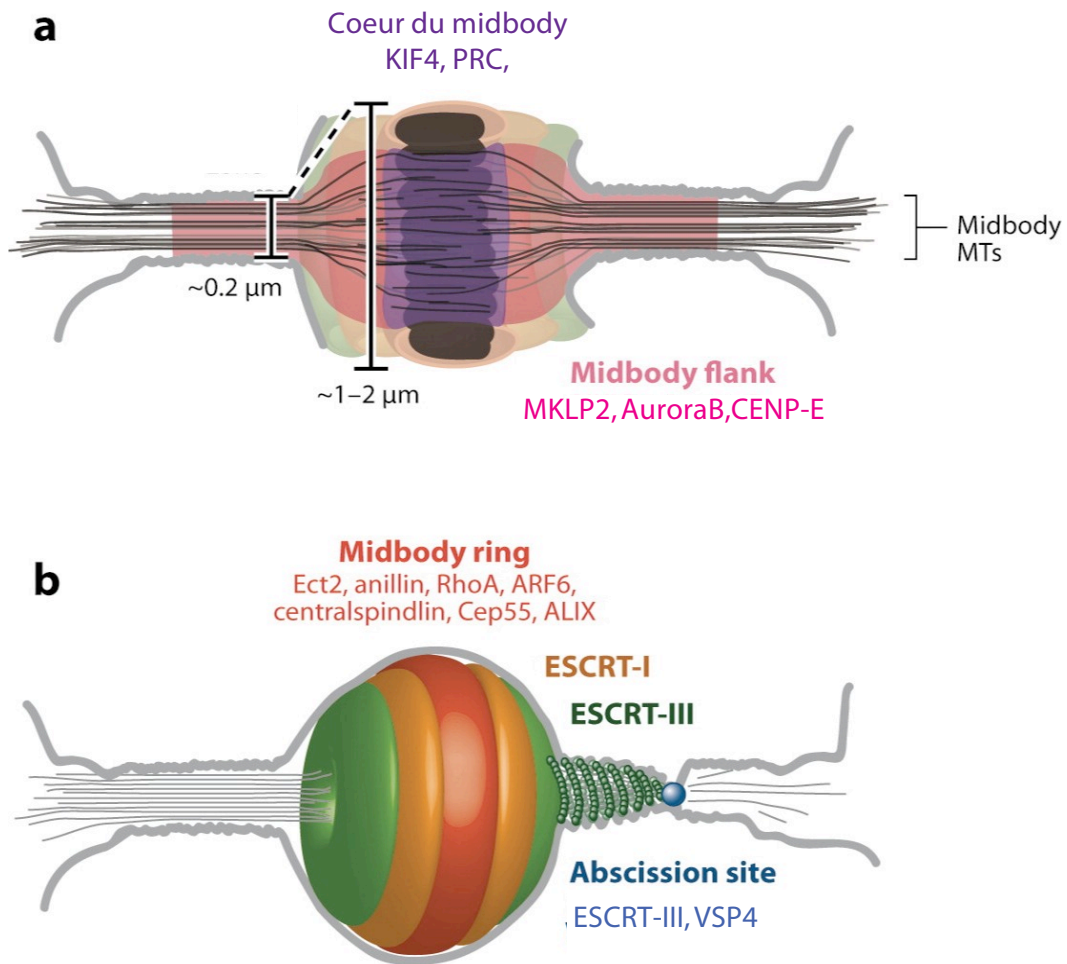 a
Coeur du midbody
KIF4, PRC,
~0.2 μm
~1–2 μm
Midbody
MTs
Midbody flank
MKLP2, AuroraB,CENP-E
b
Midbody ring
Ect2, anillin, RhoA, ARF6,
centralspindlin, Cep55, ALIX
ESCRT-I
ESCRT-III
Abscission site
, ESCRT-III, VSP4